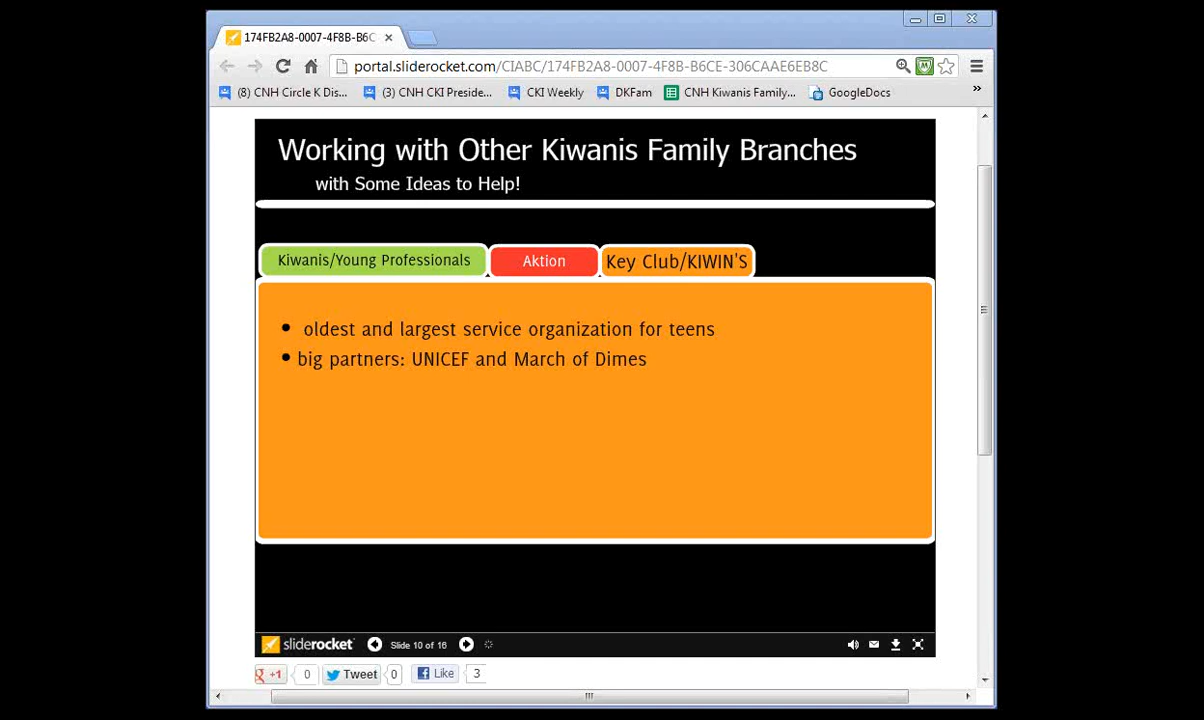 174FB2A8-0007-4F8B-B6C
portal.sliderocket.com/CIABC/174FB2A8-0007-4F8B-B6CE-306CAAE6EB8C
(8) CNH Circle K Dis... (3) CNH CKI Preside... CKI Weekly DKFam CNH Kiwanis Family... GoogleDocs »
Working with Other Kiwanis Family Branches
with Some Ideas to Help!
Kiwanis/Young Professionals Aktion Key Club/KIWIN'S
• oldest and largest service organization for teens
• big partners: UNICEF and March of Dimes
sliderocket Slide 10 of 16
g +1 0 Tweet 0 Like 3